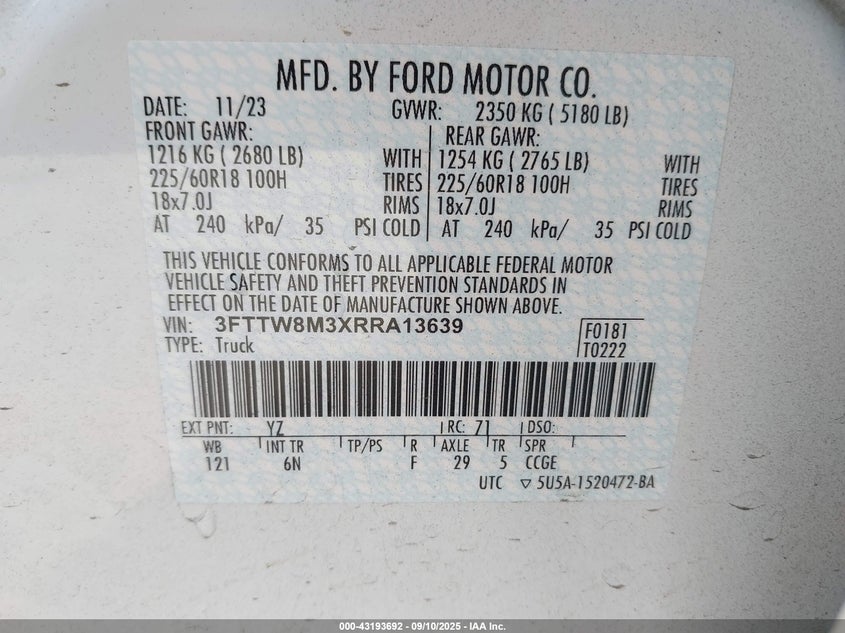 MFD. BY FORD MOTOR CO.
DATE: 11/23 GVWR: 2350 KG ( 5180 LB)
FRONT GAWR: REAR GAWR:
1216 KG ( 2680 LB) WITH 1254 KG ( 2765 LB) WITH
225/60R18 100H TIRES 225/60R18 100H TIRES
18x7.0J RIMS 18x7.0J RIMS
AT 240 kPa/ 35 PSI COLD AT 240 kPa/ 35 PSI COLD
THIS VEHICLE CONFORMS TO ALL APPLICABLE FEDERAL MOTOR
VEHICLE SAFETY AND THEFT PREVENTION STANDARDS IN
EFFECT ON THE DATE OF MANUFACTURE SHOWN ABOVE.
VIN: 3FTTW8M3XRRA13639 F0181
TYPE: Truck T0222
EXT PNT: YZ RC: 71 DSO:
WB INT TR TP/PS R AXLE TR SPR
121 6N F 29 5 CCGE
UTC ▽ 5U5A-1520472-BA
000-43193692 - 09/10/2025 - IAA Inc.